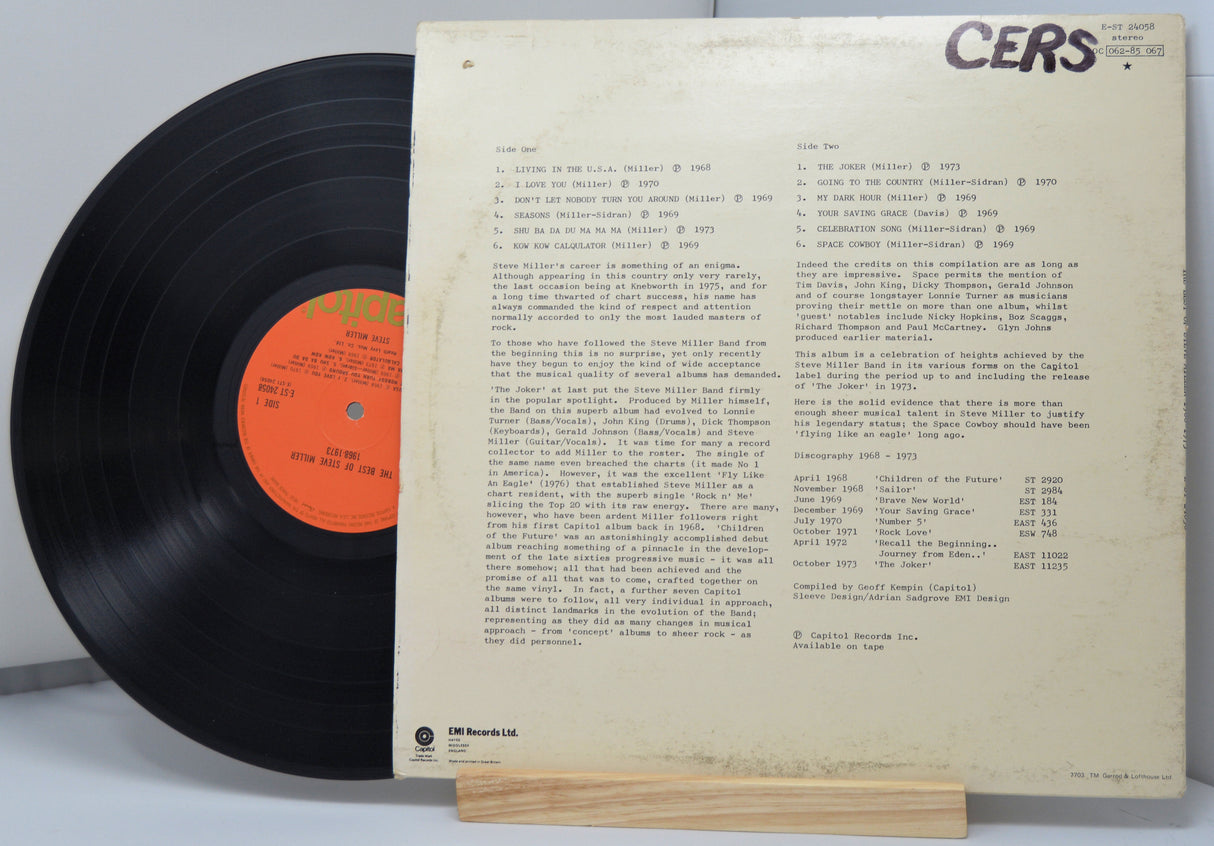 CERS
E-ST 24058
stereo
OC 062-85 067
★
Side One
1. LIVING IN THE U.S.A. (Miller) ℗ 1968
2. I LOVE YOU (Miller) ℗ 1970
3. DON'T LET NOBODY TURN YOU AROUND (Miller) ℗ 1969
4. SEASONS (Miller-Sidran) ℗ 1969
5. SHU BA DA DU MA MA MA (Miller) ℗ 1973
6. KOW KOW CALQULATOR (Miller) ℗ 1969
Steve Miller's career is something of an enigma.
Although appearing in this country only very rarely,
the last occasion being at Knebworth in 1975, and for
a long time thwarted of chart success, his name has
always commanded the kind of respect and attention
normally accorded to only the most lauded masters of
rock.
To those who have followed the Steve Miller Band from
the beginning this is no surprise, yet only recently
have they begun to enjoy the kind of wide acceptance
that the musical quality of several albums has demanded.
'The Joker' at last put the Steve Miller Band firmly
in the popular spotlight. Produced by Miller himself,
the Band on this superb album had evolved to Lonnie
Turner (Bass/Vocals), John King (Drums), Dick Thompson
(Keyboards), Gerald Johnson (Bass/Vocals) and Steve
Miller (Guitar/Vocals). It was time for many a record
collector to add Miller to the roster. The single of
the same name even breached the charts (it made No 1
in America). However, it was the excellent 'Fly Like
An Eagle' (1976) that established Steve Miller as a
chart resident, with the superb single 'Rock n' Me'
slicing the Top 20 with its raw energy. There are many,
however, who have been ardent Miller followers right
from his first Capitol album back in 1968. 'Children
of the Future' was an astonishingly accomplished debut
album reaching something of a pinnacle in the develop-
ment of the late sixties progressive music - it was all
there somehow; all that had been achieved and the
promise of all that was to come, crafted together on
the same vinyl. In fact, a further seven Capitol
albums were to follow, all very individual in approach,
all distinct landmarks in the evolution of the Band;
representing as they did as many changes in musical
approach - from 'concept' albums to sheer rock - as
they did personnel.
Side Two
1. THE JOKER (Miller) ℗ 1973
2. GOING TO THE COUNTRY (Miller-Sidran) ℗ 1970
3. MY DARK HOUR (Miller) ℗ 1969
4. YOUR SAVING GRACE (Davis) ℗ 1969
5. CELEBRATION SONG (Miller-Sidran) ℗ 1969
6. SPACE COWBOY (Miller-Sidran) ℗ 1969
Indeed the credits on this compilation are as long as
they are impressive. Space permits the mention of
Tim Davis, John King, Dicky Thompson, Gerald Johnson
and of course longstayer Lonnie Turner as musicians
proving their mettle on more than one album, whilst
'guest' notables include Nicky Hopkins, Boz Scaggs,
Richard Thompson and Paul McCartney. Glyn Johns
produced earlier material.
This album is a celebration of heights achieved by the
Steve Miller Band in its various forms on the Capitol
label during the period up to and including the release
of 'The Joker' in 1973.
Here is the solid evidence that there is more than
enough sheer musical talent in Steve Miller to justify
his legendary status; the Space Cowboy should have been
'flying like an eagle' long ago.
Discography 1968 - 1973
April 1968 'Children of the Future' ST 2920
November 1968 'Sailor' ST 2984
June 1969 'Brave New World' EST 184
December 1969 'Your Saving Grace' EST 331
July 1970 'Number 5' EAST 436
October 1971 'Rock Love' ESW 748
April 1972 'Recall the Beginning..
Journey from Eden..' EAST 11022
October 1973 'The Joker' EAST 11235
Compiled by Geoff Kempin (Capitol)
Sleeve Design/Adrian Sadgrove EMI Design
℗ Capitol Records Inc.
Available on tape
Capitol
Trade Mark
Capitol Records Inc
EMI Records Ltd.
HAYES
MIDDLESEX
ENGLAND
Made and printed in Great Britain
7703 TM Garrod & Lofthouse Ltd
THE BEST OF STEVE MILLER
1968-1973
SIDE 1
E-ST 24058
STEVE MILLER
apitol